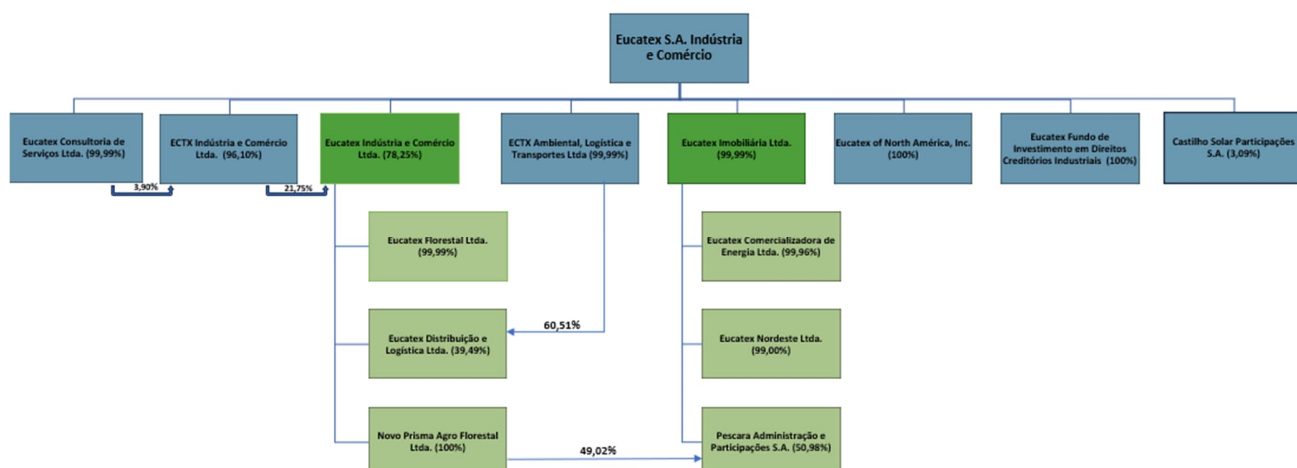 Eucatex S.A. Indústria
e Comércio
Eucatex Consultoria de
Serviços Ltda. (99,99%)
ECTX Indústria e Comércio
Ltda. (96,10%)
Eucatex Indústria e Comércio
Ltda. (78,25%)
ECTX Ambiental, Logística e
Transportes Ltda (99,99%)
Eucatex Imobiliária Ltda.
(99,99%)
Eucatex of North América, Inc.
(100%)
Eucatex Fundo de
Investimento em Direitos
Creditórios Industriais (100%)
Castilho Solar Participações
S.A. (3,09%)
3,90%
21,75%
Eucatex Florestal Ltda.
(99,99%)
Eucatex Comercializadora de
Energia Ltda. (99,96%)
60,51%
Eucatex Distribuição e
Logística Ltda. (39,49%)
Eucatex Nordeste Ltda.
(99,00%)
Novo Prisma Agro Florestal
Ltda. (100%)
49,02%
Pescara Administração e
Participações S.A. (50,98%)